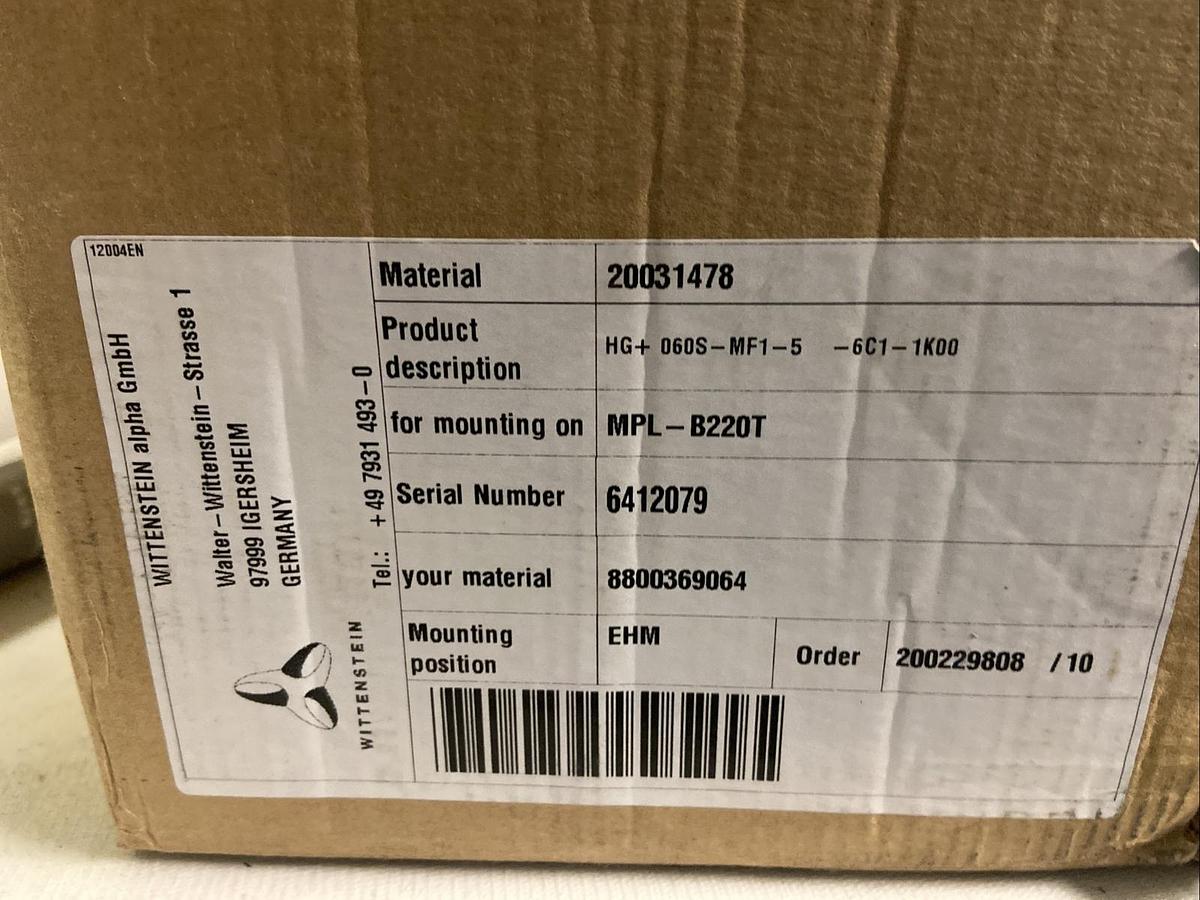 12004EN
WITTENSTEIN alpha GmbH
Walter-Wittenstein-Strasse 1
97999 IGERSHEIM
GERMANY
Tel.: +49 7931 493-0
WITTENSTEIN
Material 20031478
Product description HG+ 060S-MF1-5 -6C1-1K00
for mounting on MPL-B220T
Serial Number 6412079
your material 8800369064
Mounting position EHM Order 200229808 /10